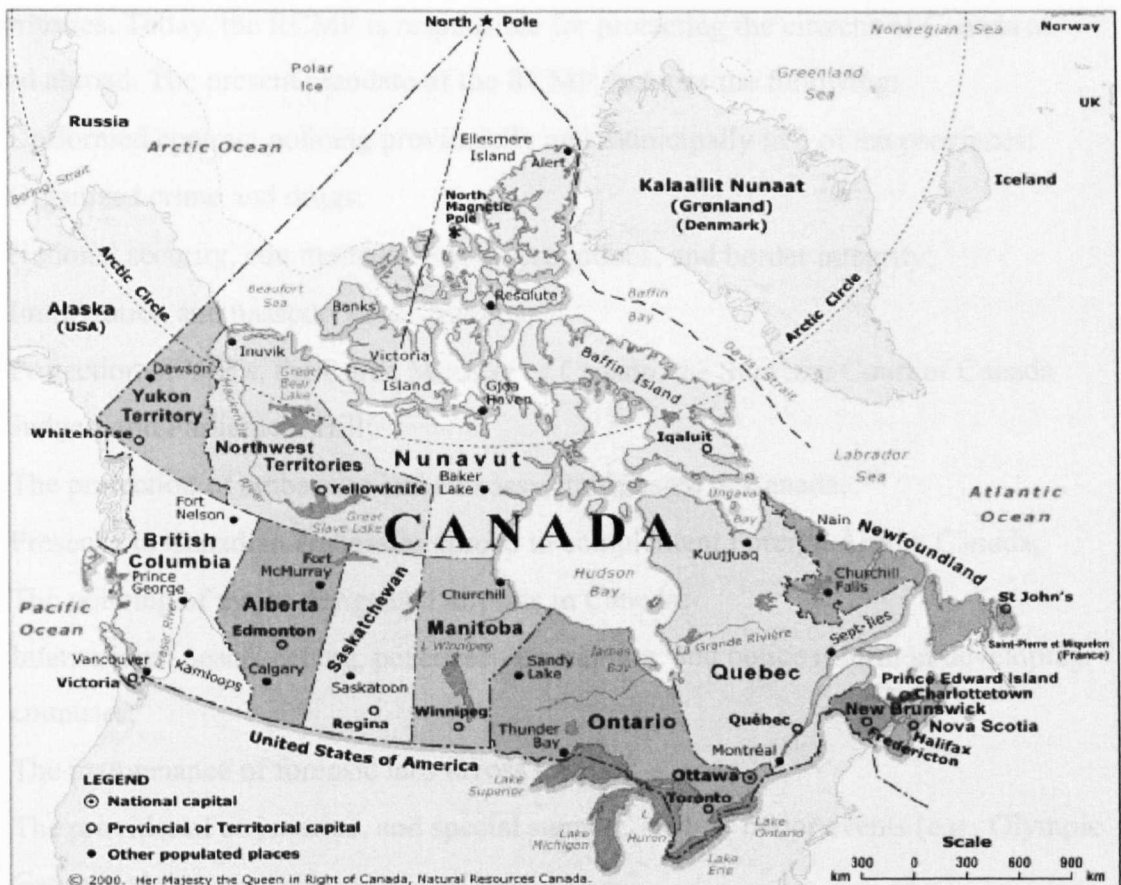 North ★ Pole
Norwegian Sea
Norway
Polar
Ice
Greenland
Sea
UK
Russia
Arctic Ocean
Ellesmere
Island
Alert
North
Magnetic
Pole
Kalaallit Nunaat
(Grønland)
(Denmark)
Iceland
Bering Strait
Arctic Circle
Beaufort
Sea
Banks
Resolute
Baffin
Bay
Arctic Circle
Alaska
(USA)
Inuvik
Victoria
Island
Baffin Island
Davis Strait
Dawson
Great
Bear
Lake
Gjoa
Haven
Yukon
Territory
Whitehorse
Northwest
Territories
Nunavut
Iqaluit
Labrador
Sea
Yellowknife
Baker
Lake
Ungava
Bay
Atlantic
Ocean
Fort
Nelson
Great
Slave Lake
CANADA
Nain
Newfoundland
British
Columbia
Kuujjuaq
Fort
McMurray
Hudson
Bay
Churchill
Falls
Prince
George
Churchill
St John's
Pacific
Ocean
Fraser River
Alberta
Edmonton
Saskatchewan
Manitoba
La Grande Rivière
Sept-Îles
Saint-Pierre et Miquelon
(France)
L Winnipeg
James
Bay
Vancouver
Kamloops
Calgary
Sandy
Lake
Quebec
Prince Edward Island
Charlottetown
Victoria
Saskatoon
New Brunswick
Regina
Winnipeg
Ontario
Québec
Nova Scotia
Thunder
Bay
Halifax
Fredericton
United States of America
Montréal
Lake
Superior
Ottawa
Toronto
LEGEND
National capital
Provincial or territorial capital
Other populated places
Lake
Michigan
Huron
Lake
Ontario
Lake
Erie
Scale
300 0 300 600 900
km km
© 2000. Her Majesty the Queen in Right of Canada, Natural Resources Canada.